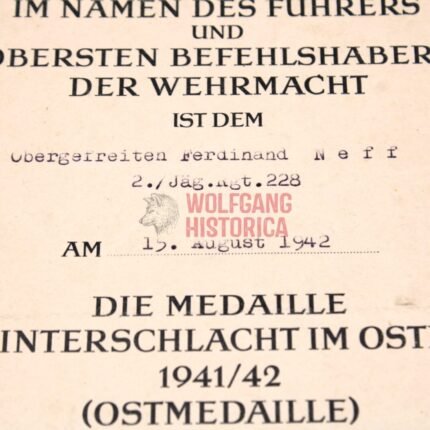 IM NAMEN DES FÜHRERS
UND
OBERSTEN BEFEHLSHABER
DER WEHRMACHT
IST DEM
Obergefreiten Ferdinand Neff
2./Jäg.Rgt.228
WOLFGANG
HISTORICA
AM 15. August 1942
DIE MEDAILLE
INTERSCHLACHT IM OST
1941/42
(OSTMEDAILLE)